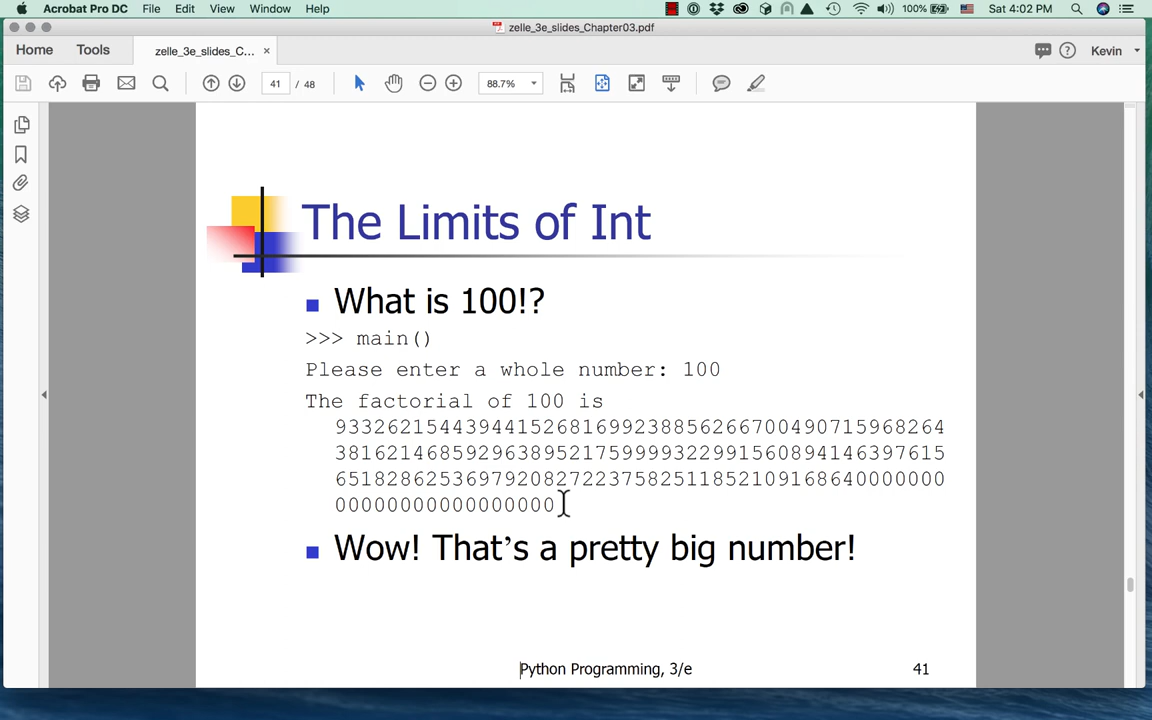 Acrobat Pro DC File Edit View Window Help 100% Sat 4:02 PM
zelle_3e_slides_Chapter03.pdf
Home Tools zelle_3e_slides_C... × Kevin
41 / 48 88.7%
The Limits of Int
What is 100!?
>>> main()
Please enter a whole number: 100
The factorial of 100 is
93326215443944152681699238856266700490715968264
38162146859296389521759999322991560894146397615
65182862536979208272237582511852109168640000000
00000000000000000
Wow! That’s a pretty big number!
Python Programming, 3/e 41